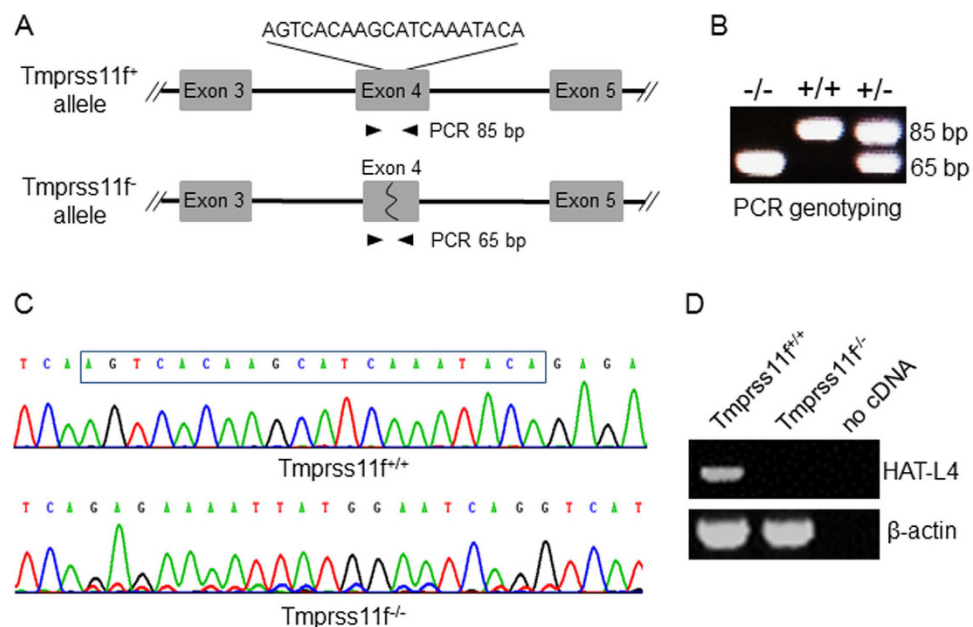 A
AGTCACAAGCATCAAATACA
Tmprss11f⁺ allele
Exon 3 Exon 4 Exon 5
PCR 85 bp
Tmprss11f⁻ allele
Exon 4
Exon 3 Exon 5
PCR 65 bp
B
-/- +/+ +/-
85 bp
65 bp
PCR genotyping
C
T C A A G T C A C A A G C A T C A A A T A C A G A G A
Tmprss11f⁺/⁺
T C A G A G A A A A T T A T G G A A T C A G G T C A T
Tmprss11f⁻/⁻
D
Tmprss11f⁺/⁺ Tmprss11f⁻/⁻ no cDNA
HAT-L4
β-actin